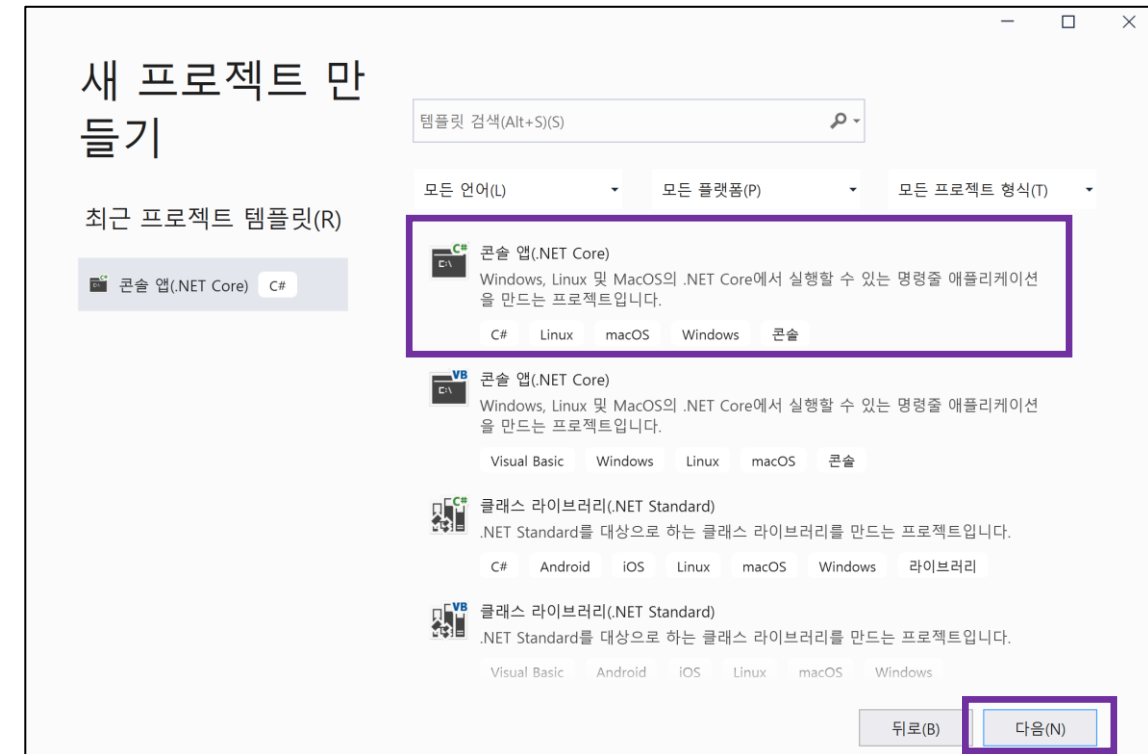 새 프로젝트 만
들기
최근 프로젝트 템플릿(R)
콘솔 앱(.NET Core) C#
템플릿 검색(Alt+S)(S)
모든 언어(L) 모든 플랫폼(P) 모든 프로젝트 형식(T)
콘솔 앱(.NET Core)
Windows, Linux 및 MacOS의 .NET Core에서 실행할 수 있는 명령줄 애플리케이션
을 만드는 프로젝트입니다.
C# Linux macOS Windows 콘솔
콘솔 앱(.NET Core)
Windows, Linux 및 MacOS의 .NET Core에서 실행할 수 있는 명령줄 애플리케이션
을 만드는 프로젝트입니다.
Visual Basic Windows Linux macOS 콘솔
클래스 라이브러리(.NET Standard)
.NET Standard를 대상으로 하는 클래스 라이브러리를 만드는 프로젝트입니다.
C# Android iOS Linux macOS Windows 라이브러리
클래스 라이브러리(.NET Standard)
.NET Standard를 대상으로 하는 클래스 라이브러리를 만드는 프로젝트입니다.
Visual Basic Android iOS Linux macOS Windows
뒤로(B) 다음(N)